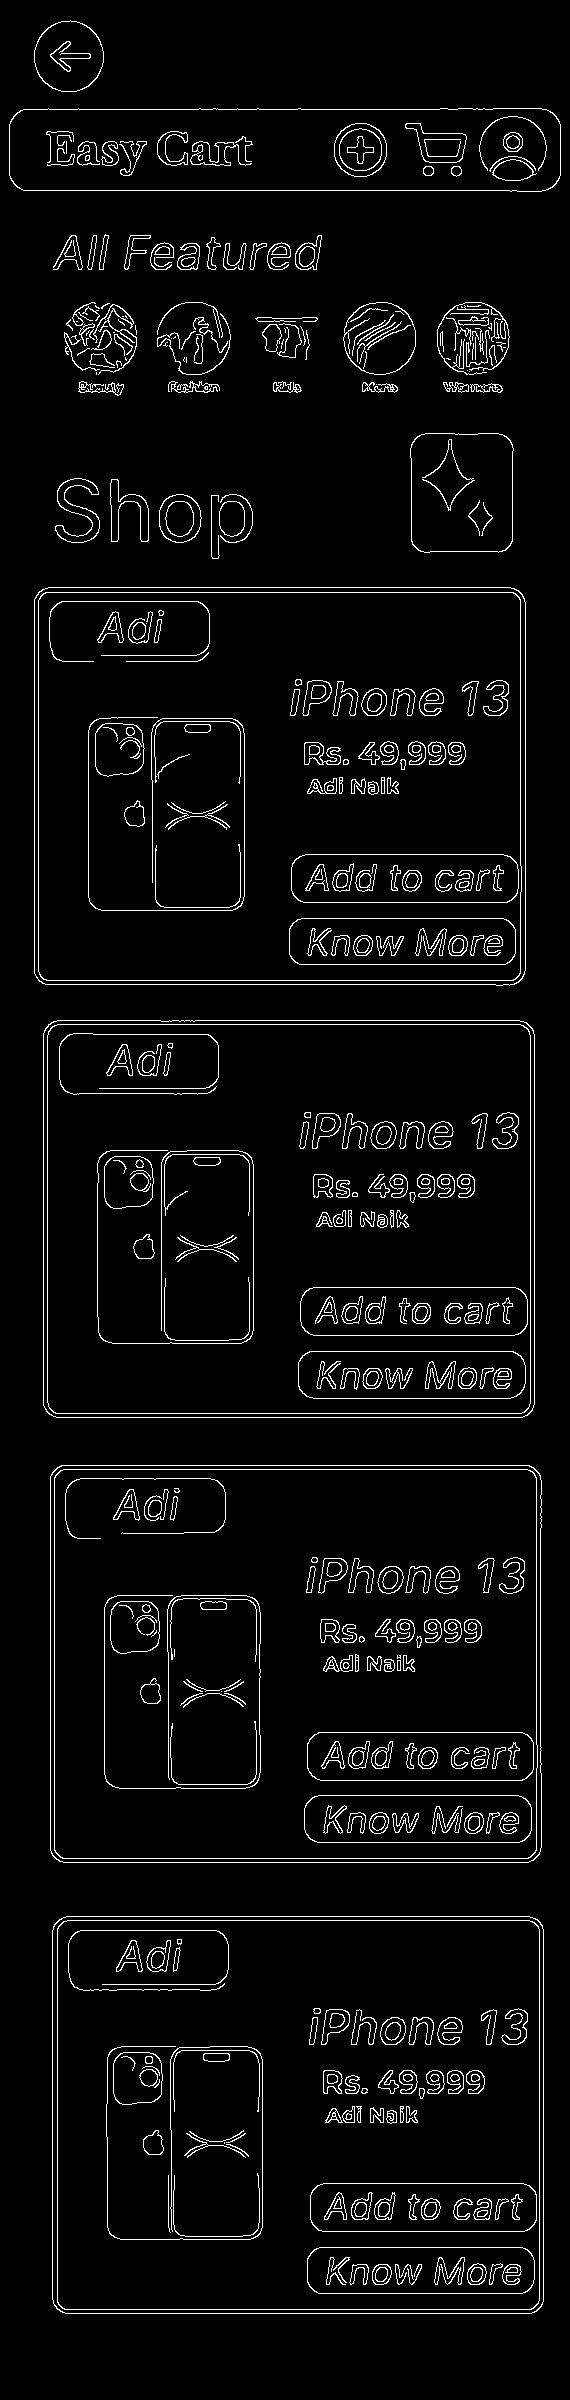 Easy Cart
All Featured
Beauty Fashion Kids Mens Womens
Shop
Adi
iPhone 13
Rs. 49,999
Adi Naik
Add to cart
Know More
Adi
iPhone 13
Rs. 49,999
Adi Naik
Add to cart
Know More
Adi
iPhone 13
Rs. 49,999
Adi Naik
Add to cart
Know More
Adi
iPhone 13
Rs. 49,999
Adi Naik
Add to cart
Know More